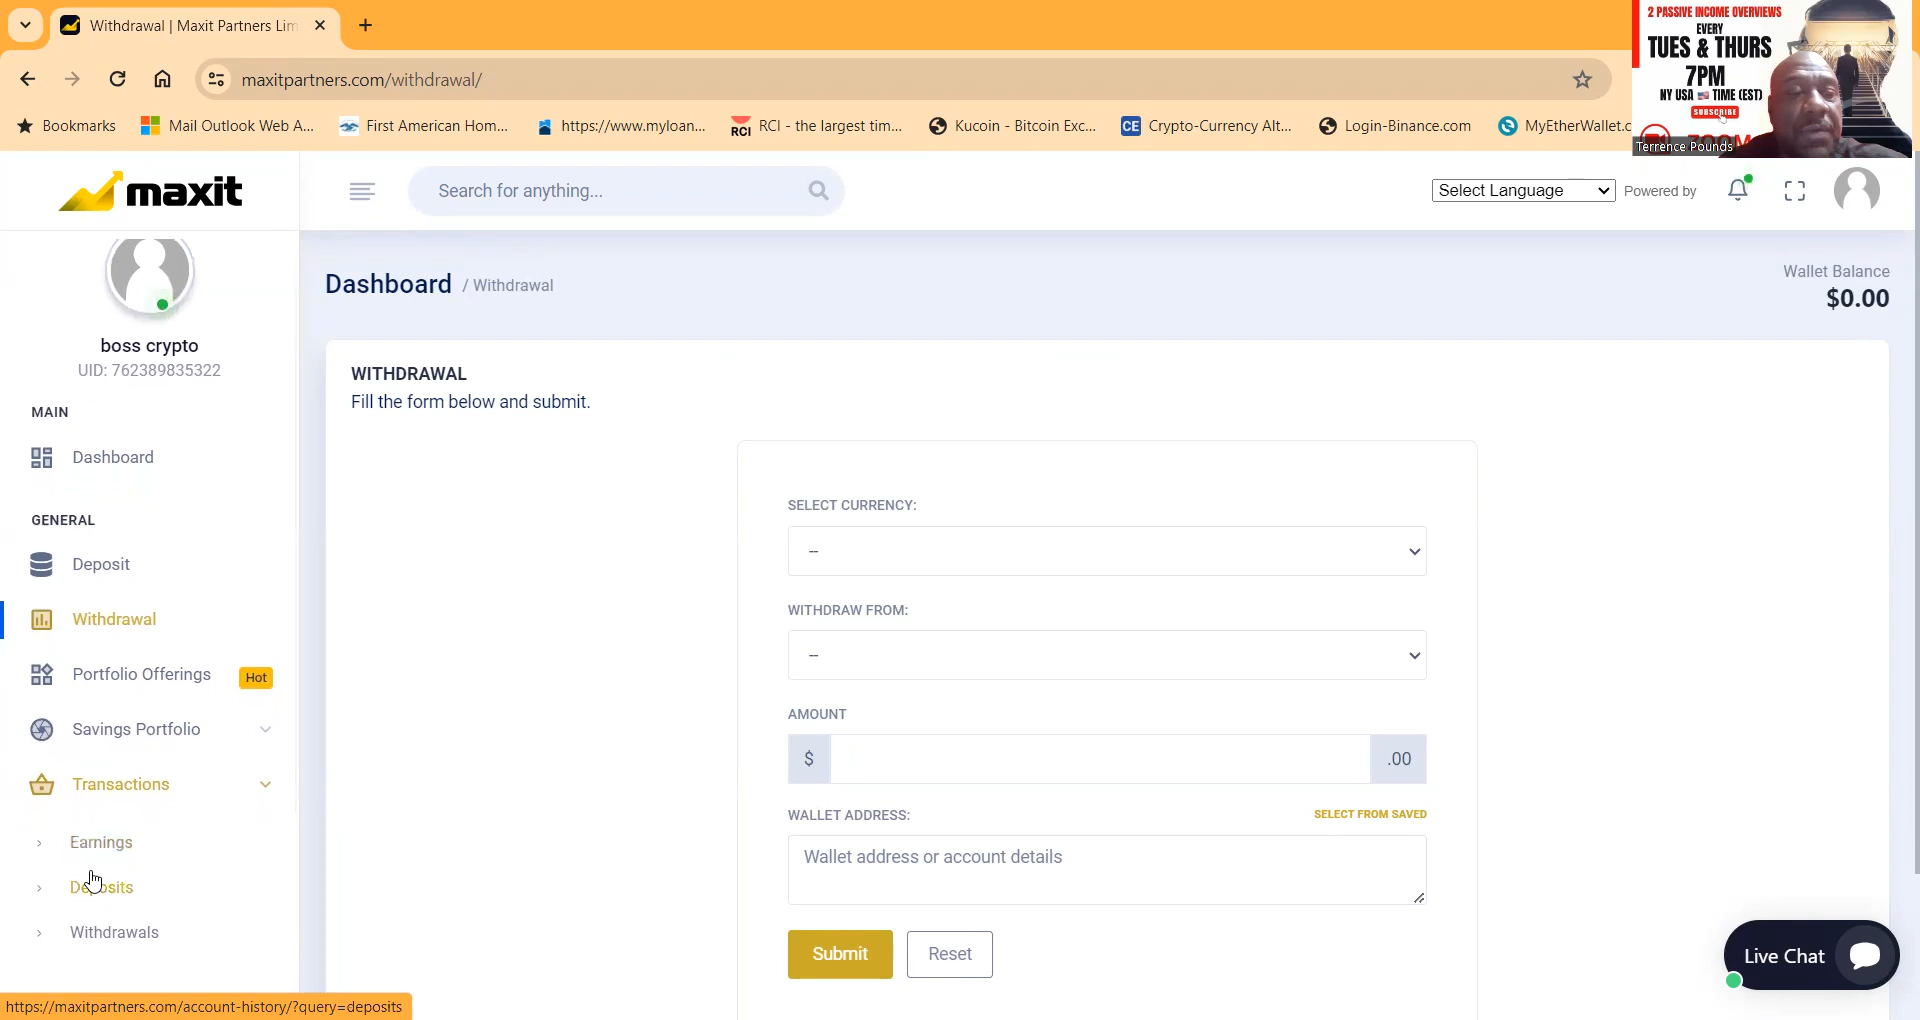 Withdrawal | Maxit Partners Lim
maxitpartners.com/withdrawal/
Bookmarks
Mail Outlook Web A...
First American Hom...
https://www.myloan...
RCI
RCI - the largest tim...
Kucoin - Bitcoin Exc...
CE
Crypto-Currency Alt...
Login-Binance.com
MyEtherWallet.c
2 PASSIVE INCOME OVERVIEWS
EVERY
TUES & THURS
7PM
NY USA TIME (EST)
SUBSCRIBE
ZOOM
Terrence Pounds
maxit
Search for anything...
Select Language
Powered by
boss crypto
UID: 762389835322
MAIN
Dashboard
GENERAL
Deposit
Withdrawal
Portfolio Offerings
Hot
Savings Portfolio
Transactions
Earnings
Deposits
Withdrawals
Dashboard / Withdrawal
Wallet Balance
$0.00
WITHDRAWAL
Fill the form below and submit.
SELECT CURRENCY:
--
WITHDRAW FROM:
--
AMOUNT
$
.00
WALLET ADDRESS:
SELECT FROM SAVED
Wallet address or account details
Submit
Reset
Live Chat
https://maxitpartners.com/account-history/?query=deposits